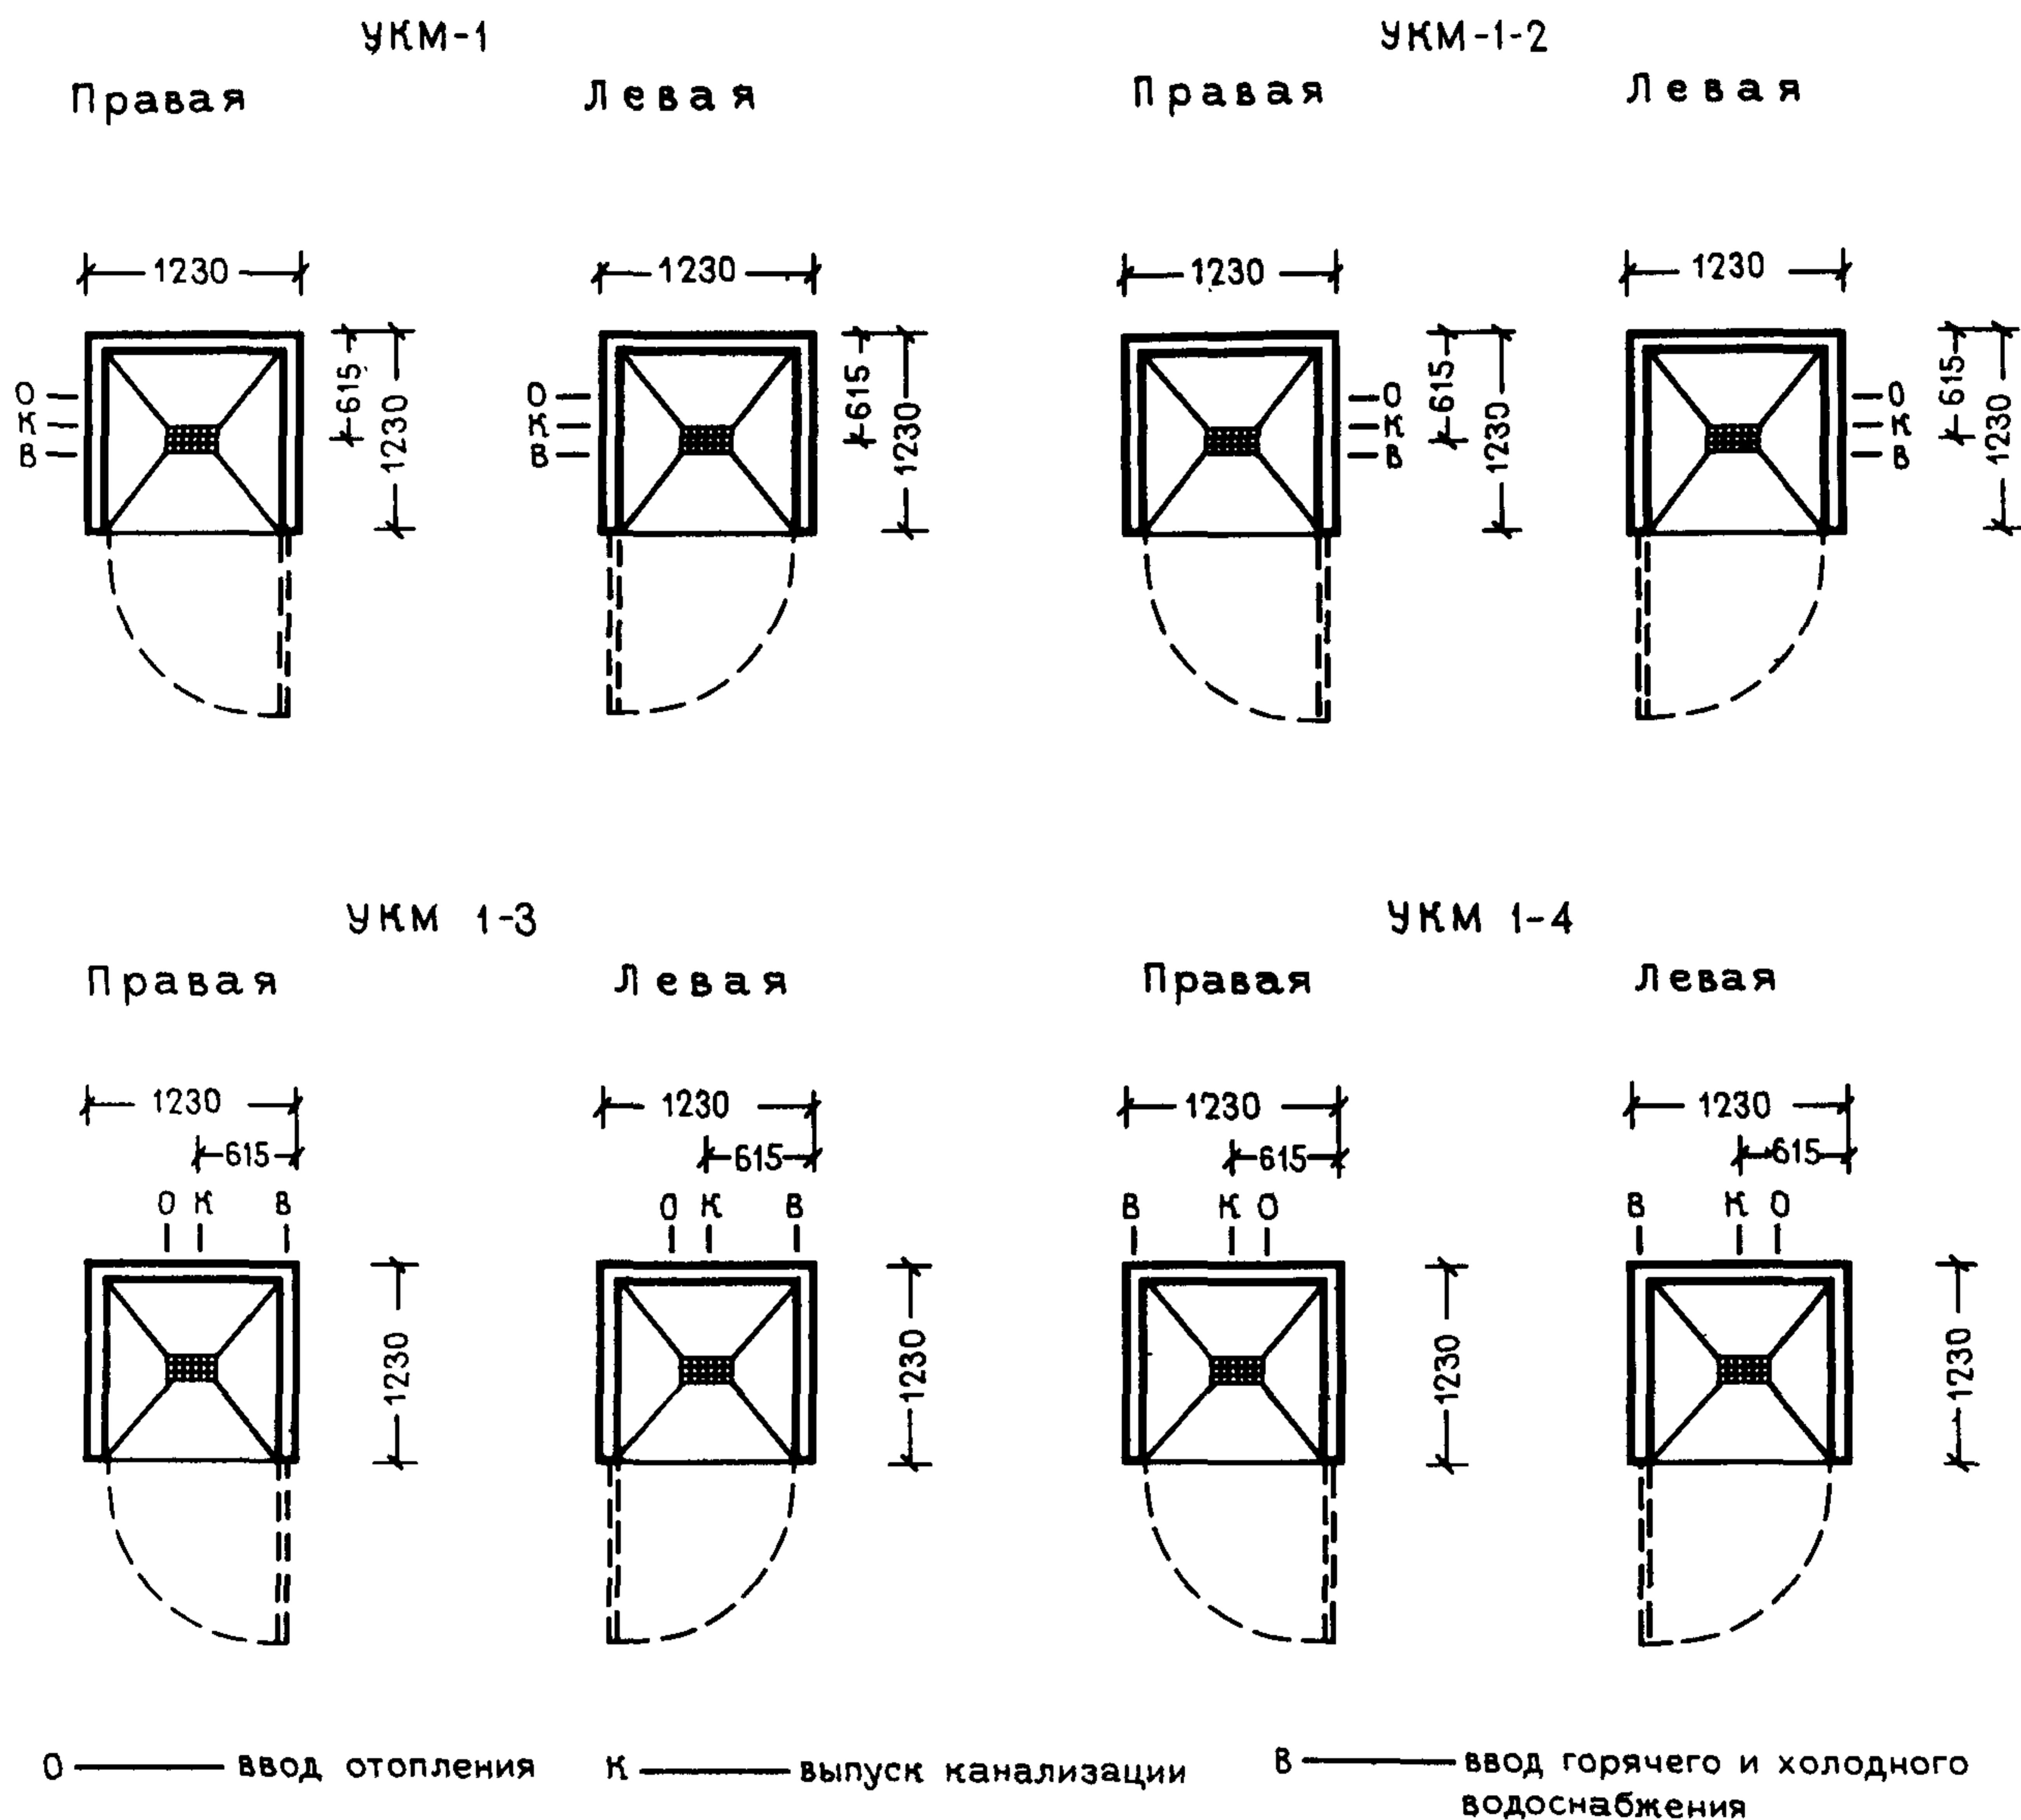 УКМ-1 УКМ-1-2
Правая Левая Правая Левая
1230 1230 1230 1230
615 1230 615 1230 615 1230 615 1230
О О О О
К К К К
В В В В
УКМ 1-3 УКМ 1-4
Правая Левая Правая Левая
1230 1230 1230 1230
615 615 615 615
О К В О К В В К О В К О
1230 1230 1230 1230
О ввод отопления К выпуск канализации В ввод горячего и холодного
водоснабжения